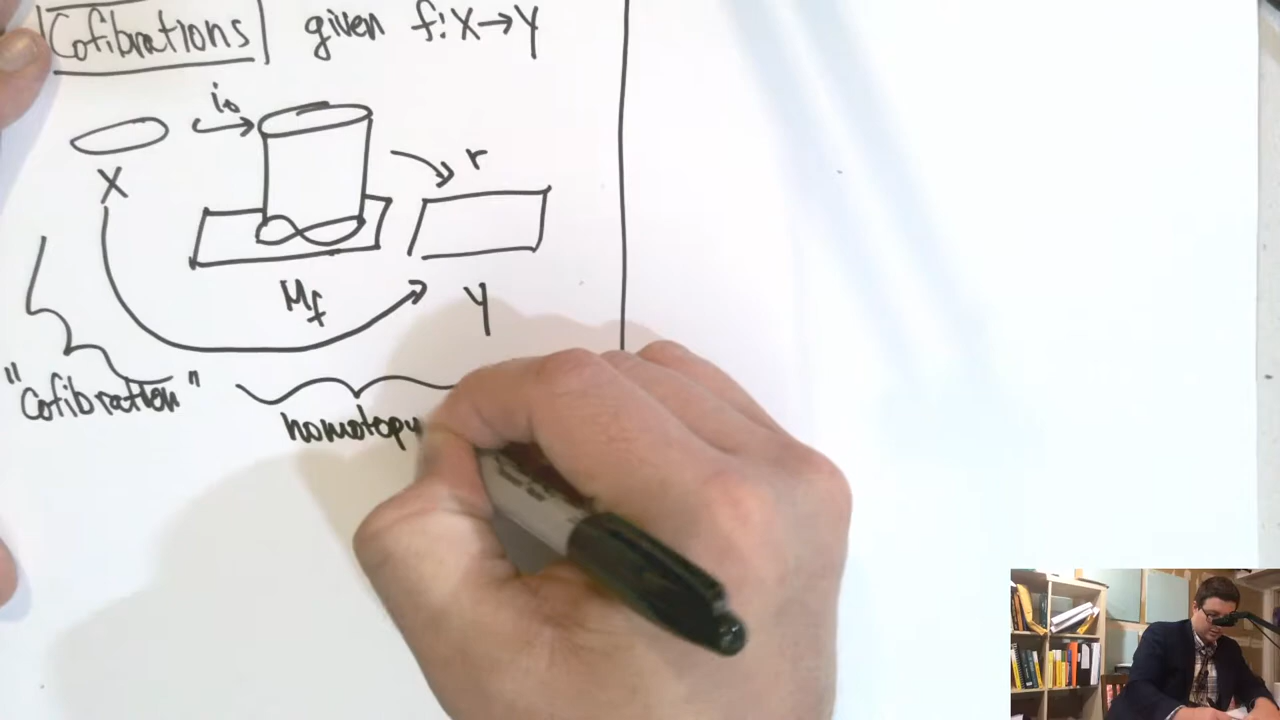 Cofibrations given f: X→Y
i₀
r
X
M_f
Y
"Cofibration"
homotopy